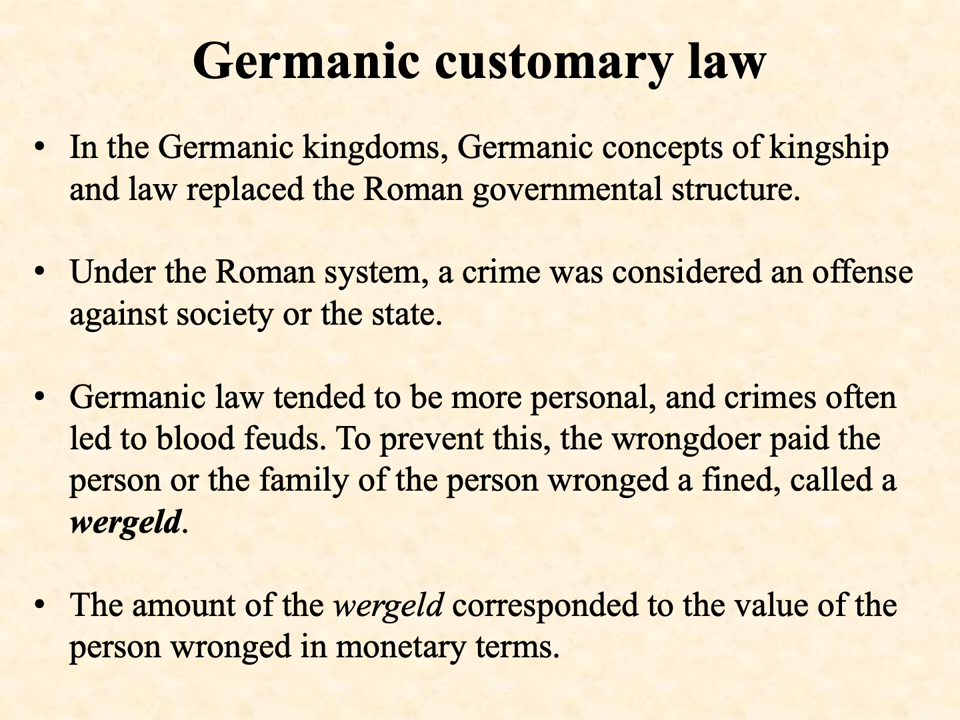 Germanic customary law
• In the Germanic kingdoms, Germanic concepts of kingship
and law replaced the Roman governmental structure.
• Under the Roman system, a crime was considered an offense
against society or the state.
• Germanic law tended to be more personal, and crimes often
led to blood feuds. To prevent this, the wrongdoer paid the
person or the family of the person wronged a fined, called a
wergeld.
• The amount of the wergeld corresponded to the value of the
person wronged in monetary terms.